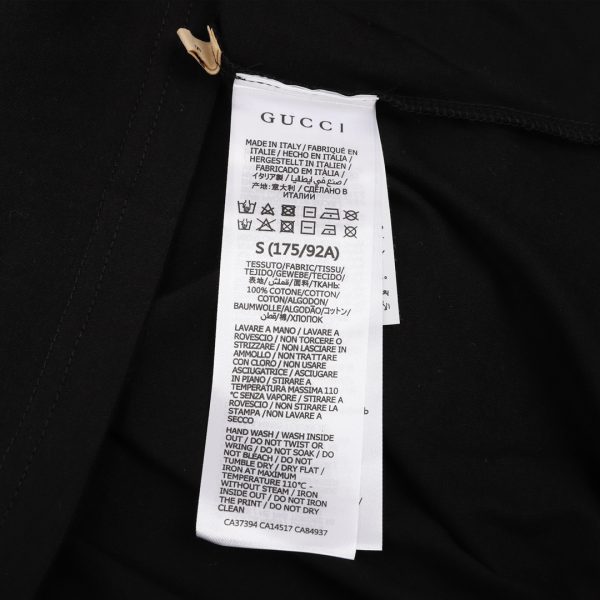 GUCCI
MADE IN ITALY / FABRIQUÉ EN
ITALIE / HECHO EN ITALIA /
HERGESTELLT IN ITALIEN /
FABRICADO EM ITALIA /
イタリア製 / صنع في إيطاليا /
产地: 意大利 / СДЕЛАНО В
ИТАЛИИ
S (175/92A)
TESSUTO/FABRIC/TISSU/
TEJIDO/GEWEBE/TECIDO/
表地/قماش/面料/ТКАНЬ:
100% COTONE/COTTON/
COTON/ALGODON/
BAUMWOLLE/ALGODÃO/コットン/
قطن/棉/ХЛОПОК
LAVARE A MANO / LAVARE A
ROVESCIO / NON TORCERE O
STRIZZARE / NON LASCIARE IN
AMMOLLO / NON TRATTARE
CON CLORO / NON USARE
ASCIUGATRICE / ASCIUGARE
IN PIANO / STIRARE A
TEMPERATURA MASSIMA 110
°C SENZA VAPORE / STIRARE A
ROVESCIO / NON STIRARE LA
STAMPA / NON LAVARE A
SECCO
HAND WASH / WASH INSIDE
OUT / DO NOT TWIST OR
WRING / DO NOT SOAK / DO
NOT BLEACH / DO NOT
TUMBLE DRY / DRY FLAT /
IRON AT MAXIMUM
TEMPERATURE 110°C -
WITHOUT STEAM / IRON
INSIDE OUT / DO NOT IRON
THE PRINT / DO NOT DRY
CLEAN
CA37394 CA14517 CA84937